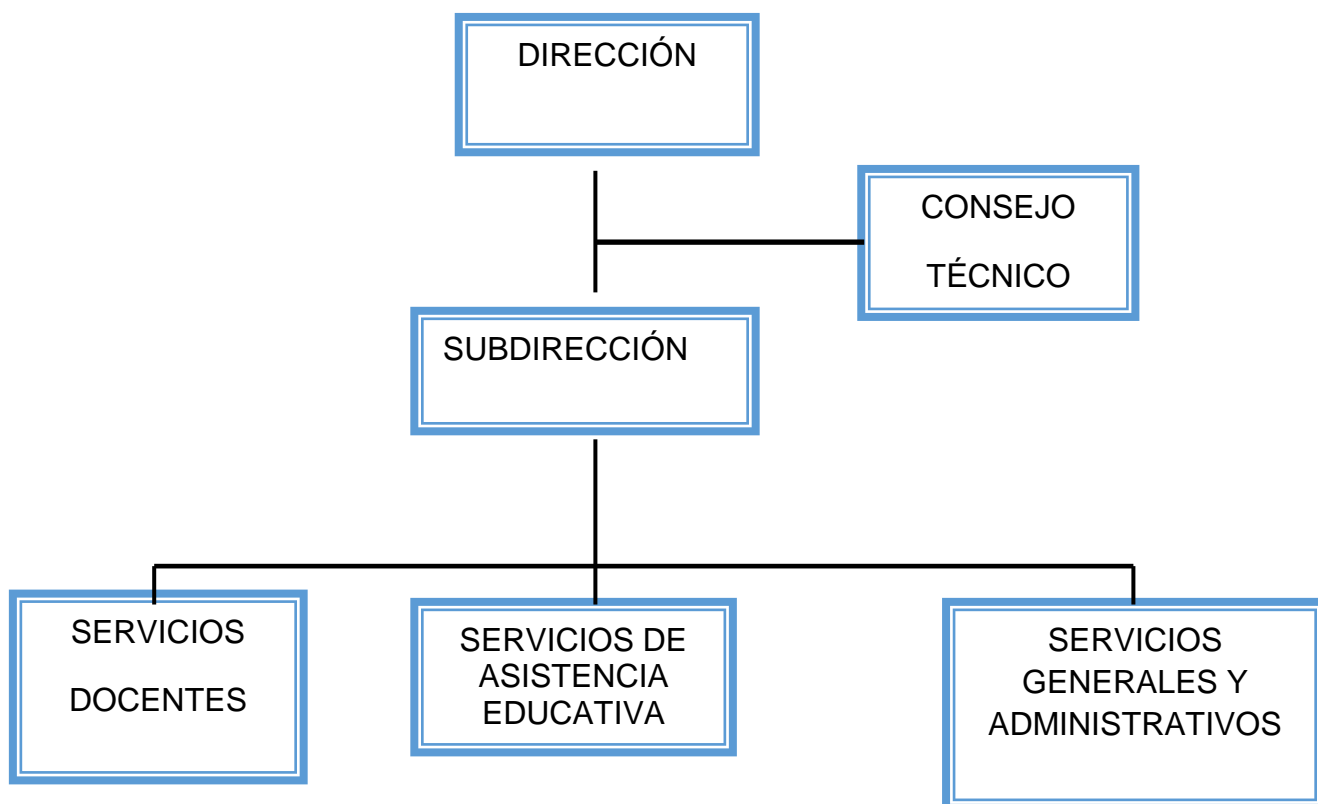 DIRECCIÓN
CONSEJO
TÉCNICO
SUBDIRECCIÓN
SERVICIOS
DOCENTES
SERVICIOS DE
ASISTENCIA
EDUCATIVA
SERVICIOS
GENERALES Y
ADMINISTRATIVOS